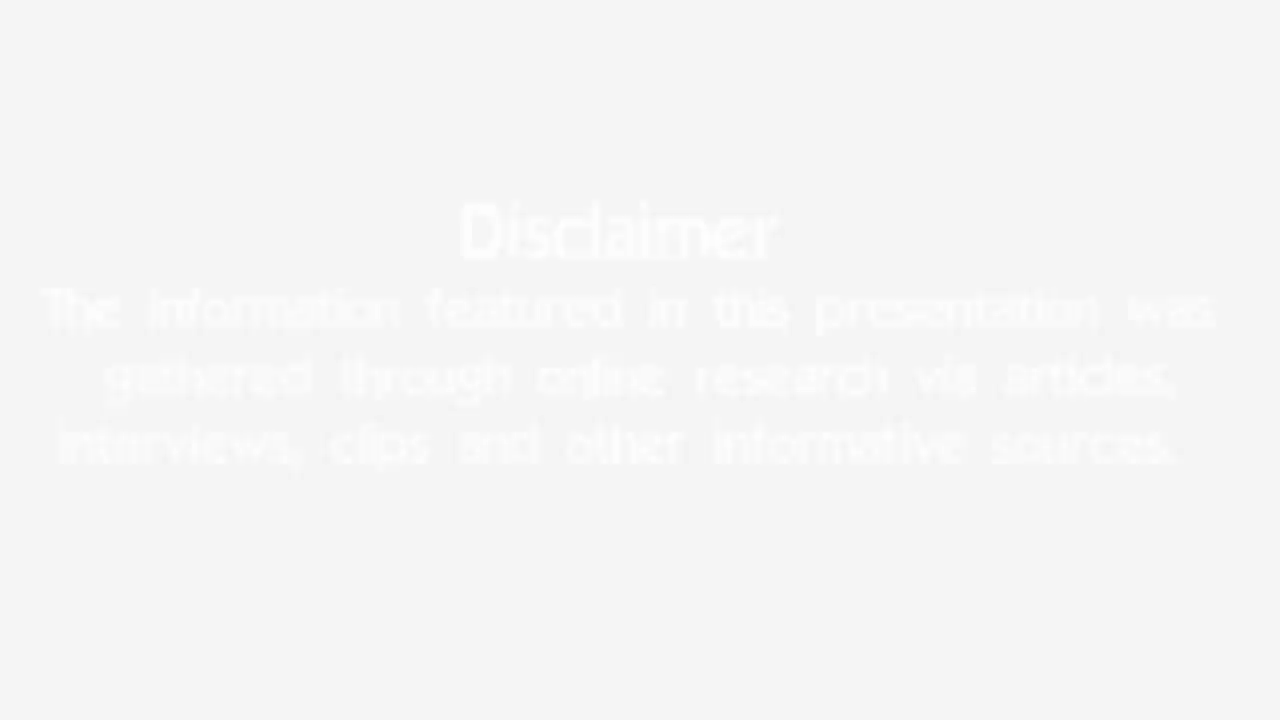 Disclaimer
The information featured in this presentation was
gathered through online research via articles,
interviews, clips and other informative sources.